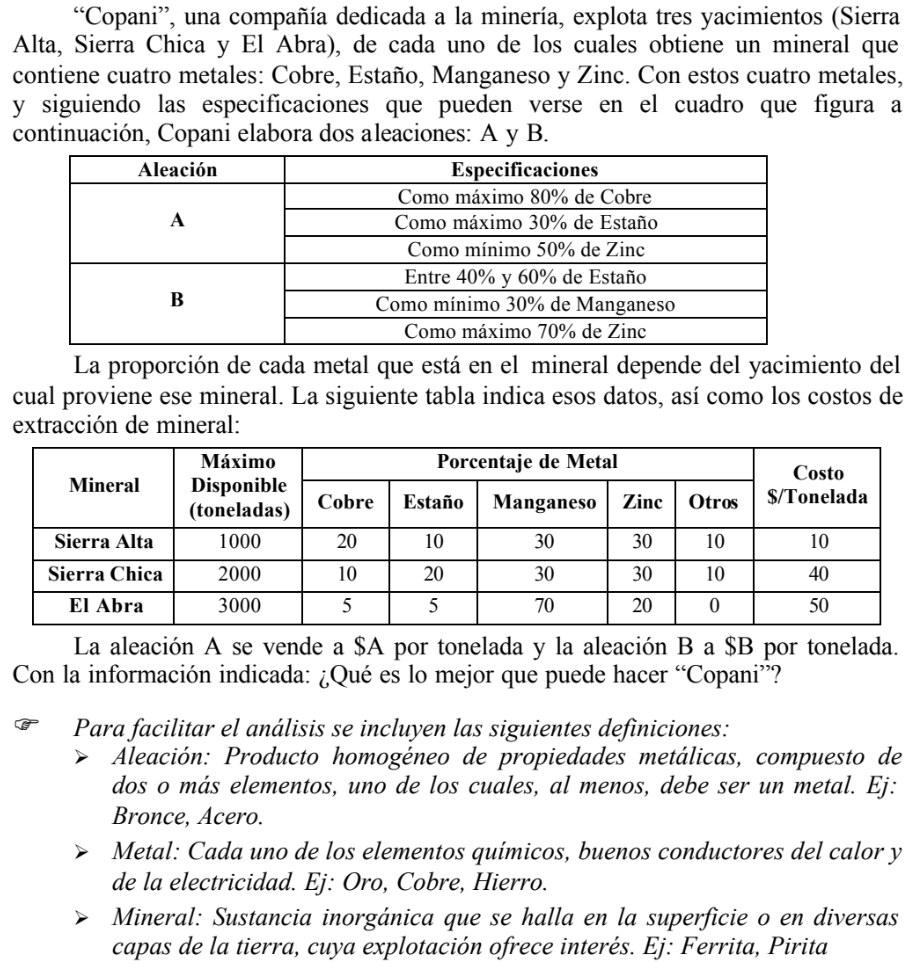 “Copani”, una compañía dedicada a la minería, explota tres yacimientos (Sierra
Alta, Sierra Chica y El Abra), de cada uno de los cuales obtiene un mineral que
contiene cuatro metales: Cobre, Estaño, Manganeso y Zinc. Con estos cuatro metales,
y siguiendo las especificaciones que pueden verse en el cuadro que figura a
continuación, Copani elabora dos aleaciones: A y B.
Aleación Especificaciones
A
Como máximo 80% de Cobre
Como máximo 30% de Estaño
Como mínimo 50% de Zinc
B
Entre 40% y 60% de Estaño
Como mínimo 30% de Manganeso
Como máximo 70% de Zinc
La proporción de cada metal que está en el mineral depende del yacimiento del
cual proviene ese mineral. La siguiente tabla indica esos datos, así como los costos de
extracción de mineral:
Mineral
Máximo
Disponible
(toneladas)
Porcentaje de Metal
Cobre Estaño Manganeso Zinc Otros
Costo
$/Tonelada
Sierra Alta 1000 20 10 30 30 10 10
Sierra Chica 2000 10 20 30 30 10 40
El Abra 3000 5 5 70 20 0 50
La aleación A se vende a $A por tonelada y la aleación B a $B por tonelada.
Con la información indicada: ¿Qué es lo mejor que puede hacer “Copani”?
☞ Para facilitar el análisis se incluyen las siguientes definiciones:
➢ Aleación: Producto homogéneo de propiedades metálicas, compuesto de
dos o más elementos, uno de los cuales, al menos, debe ser un metal. Ej:
Bronce, Acero.
➢ Metal: Cada uno de los elementos químicos, buenos conductores del calor y
de la electricidad. Ej: Oro, Cobre, Hierro.
➢ Mineral: Sustancia inorgánica que se halla en la superficie o en diversas
capas de la tierra, cuya explotación ofrece interés. Ej: Ferrita, Pirita